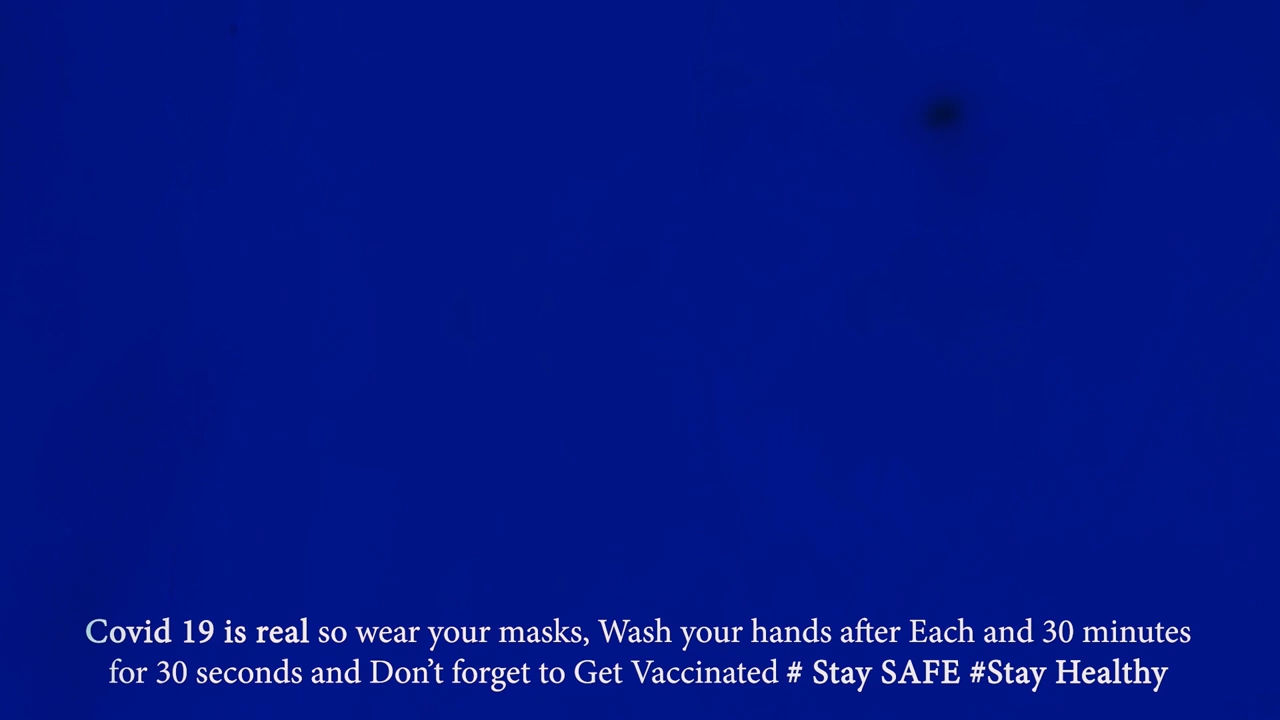 Covid 19 is real so wear your masks, Wash your hands after Each and 30 minutes
for 30 seconds and Don't forget to Get Vaccinated # Stay SAFE #Stay Healthy